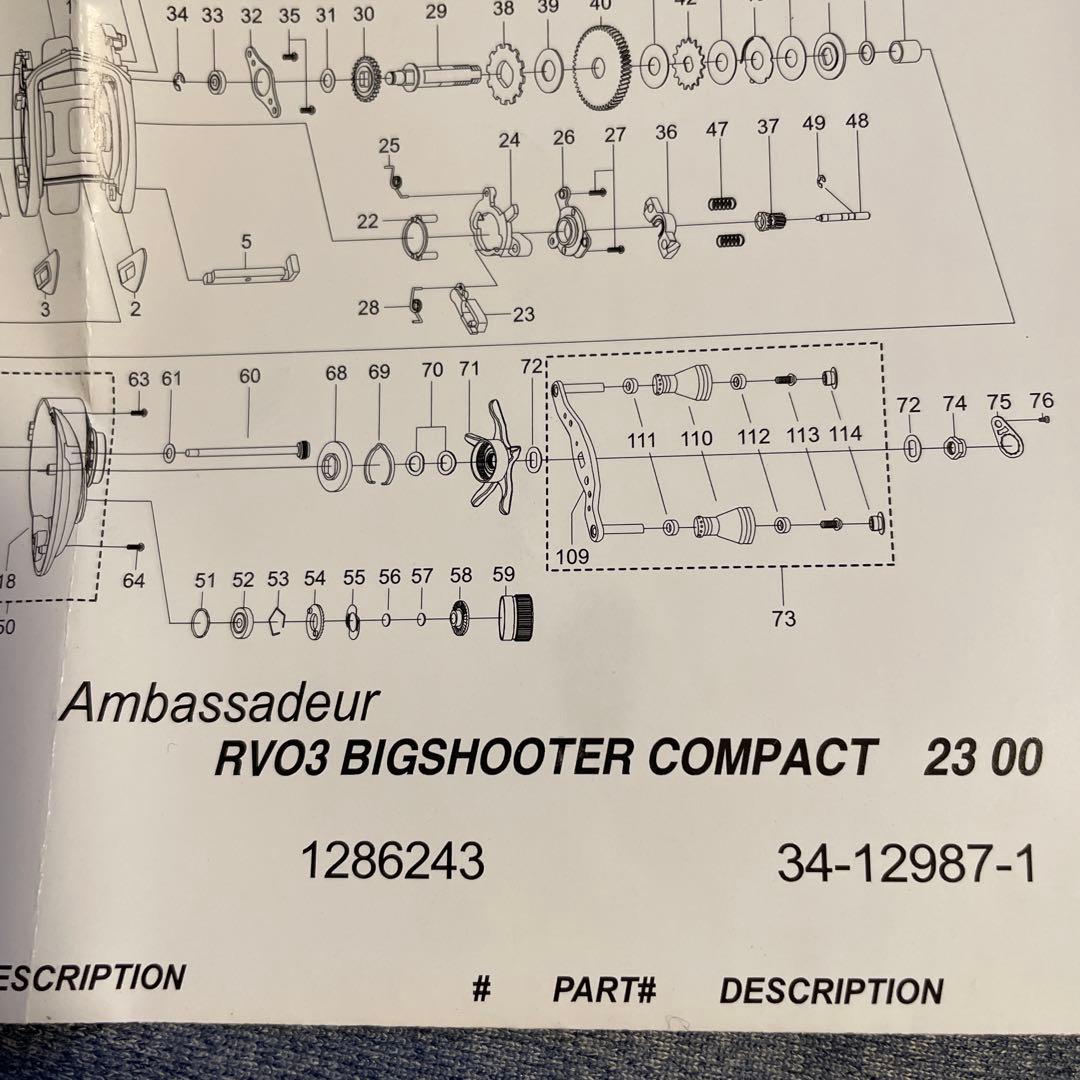 34 33 32 35 31 30 29 38 39
25 24 26 27 36 47 37 49 48
22
5
28 23
3 2
63 61 60 68 69 70 71 72
72 74 75 76
111 110 112 113 114
109
64 51 52 53 54 55 56 57 58 59
73
Ambassadeur
RVO3 BIGSHOOTER COMPACT 23 00
1286243 34-12987-1
ESCRIPTION # PART# DESCRIPTION